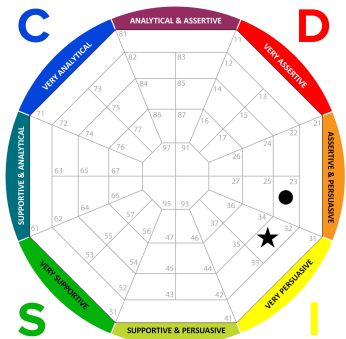 C
D
ANALYTICAL & ASSERTIVE
VERY ANALYTICAL
VERY ASSERTIVE
SUPPORTIVE & ANALYTICAL
ASSERTIVE & PERSUASIVE
VERY SUPPORTIVE
VERY PERSUASIVE
SUPPORTIVE & PERSUASIVE
S
I
81 11
82 83 12
84 85 14 13
73 74 75 87 16 15 17
71 72 24 22 21
76 77 97 91 26
63 65 67 27 25 23
61 62 64 66 95 93 37 36 34 32 31
57 56 47 46 35
55 54 45 44 33
53 52 43 42
51 41